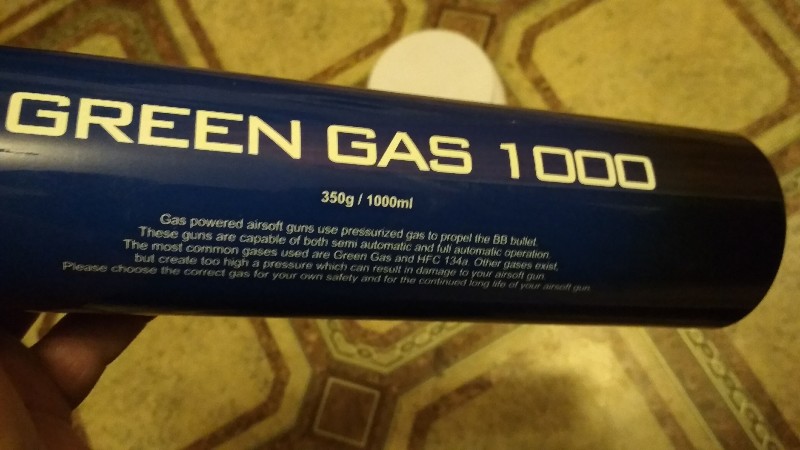 GREEN GAS 1000
350g / 1000ml
Gas powered airsoft guns use pressurized gas to propel the BB bullet.
These guns are capable of both semi automatic and full automatic operation.
The most common gases used are Green Gas and HFC 134a. Other gases exist,
but create too high a pressure which can result in damage to your airsoft gun.
Please choose the correct gas for your own safety and for the continued long life of your airsoft gun.